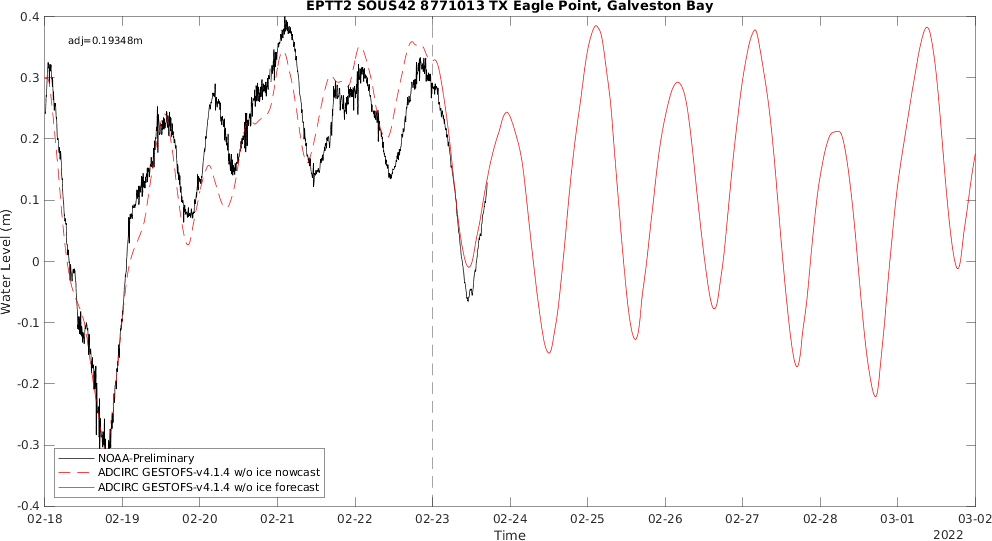 EPTT2 SOUS42 8771013 TX Eagle Point, Galveston Bay
adj=0.19348m
0.4
0.3
0.2
0.1
0
-0.1
-0.2
-0.3
-0.4
Water Level (m)
NOAA-Preliminary
ADCIRC GESTOFS-v4.1.4 w/o ice nowcast
ADCIRC GESTOFS-v4.1.4 w/o ice forecast
02-18 02-19 02-20 02-21 02-22 02-23 02-24 02-25 02-26 02-27 02-28 03-01 03-02
Time
2022